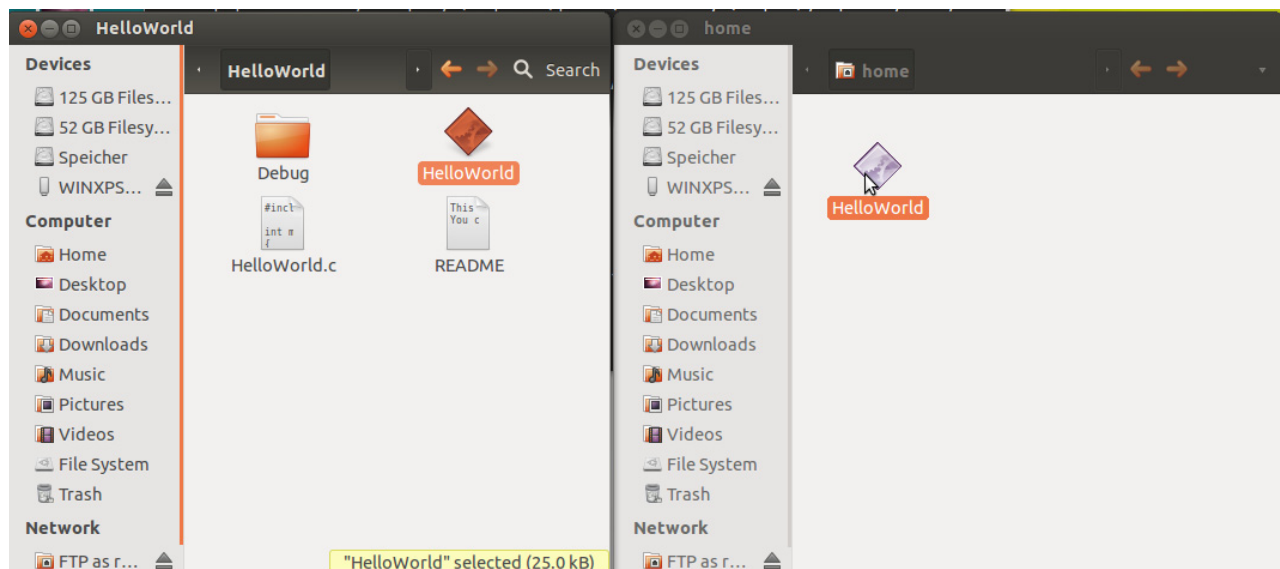 HelloWorld
Devices
125 GB Files...
52 GB Filesy...
Speicher
WINXPS...
Computer
Home
Desktop
Documents
Downloads
Music
Pictures
Videos
File System
Trash
Network
FTP as r...
HelloWorld
Search
Debug
HelloWorld
#incl
int m
{
HelloWorld.c
This
You c
README
"HelloWorld" selected (25.0 kB)
home
Devices
125 GB Files...
52 GB Filesy...
Speicher
WINXPS...
Computer
Home
Desktop
Documents
Downloads
Music
Pictures
Videos
File System
Trash
Network
FTP as r...
home
HelloWorld